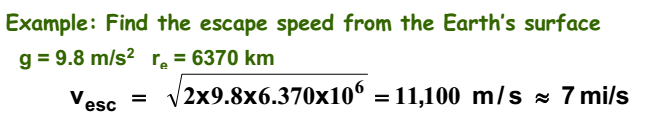 Example: Find the escape speed from the Earth's surface
g = 9.8 m/s² rₑ = 6370 km
v_esc = √2x9.8x6.370x10⁶ = 11,100 m/s ≈ 7 mi/s